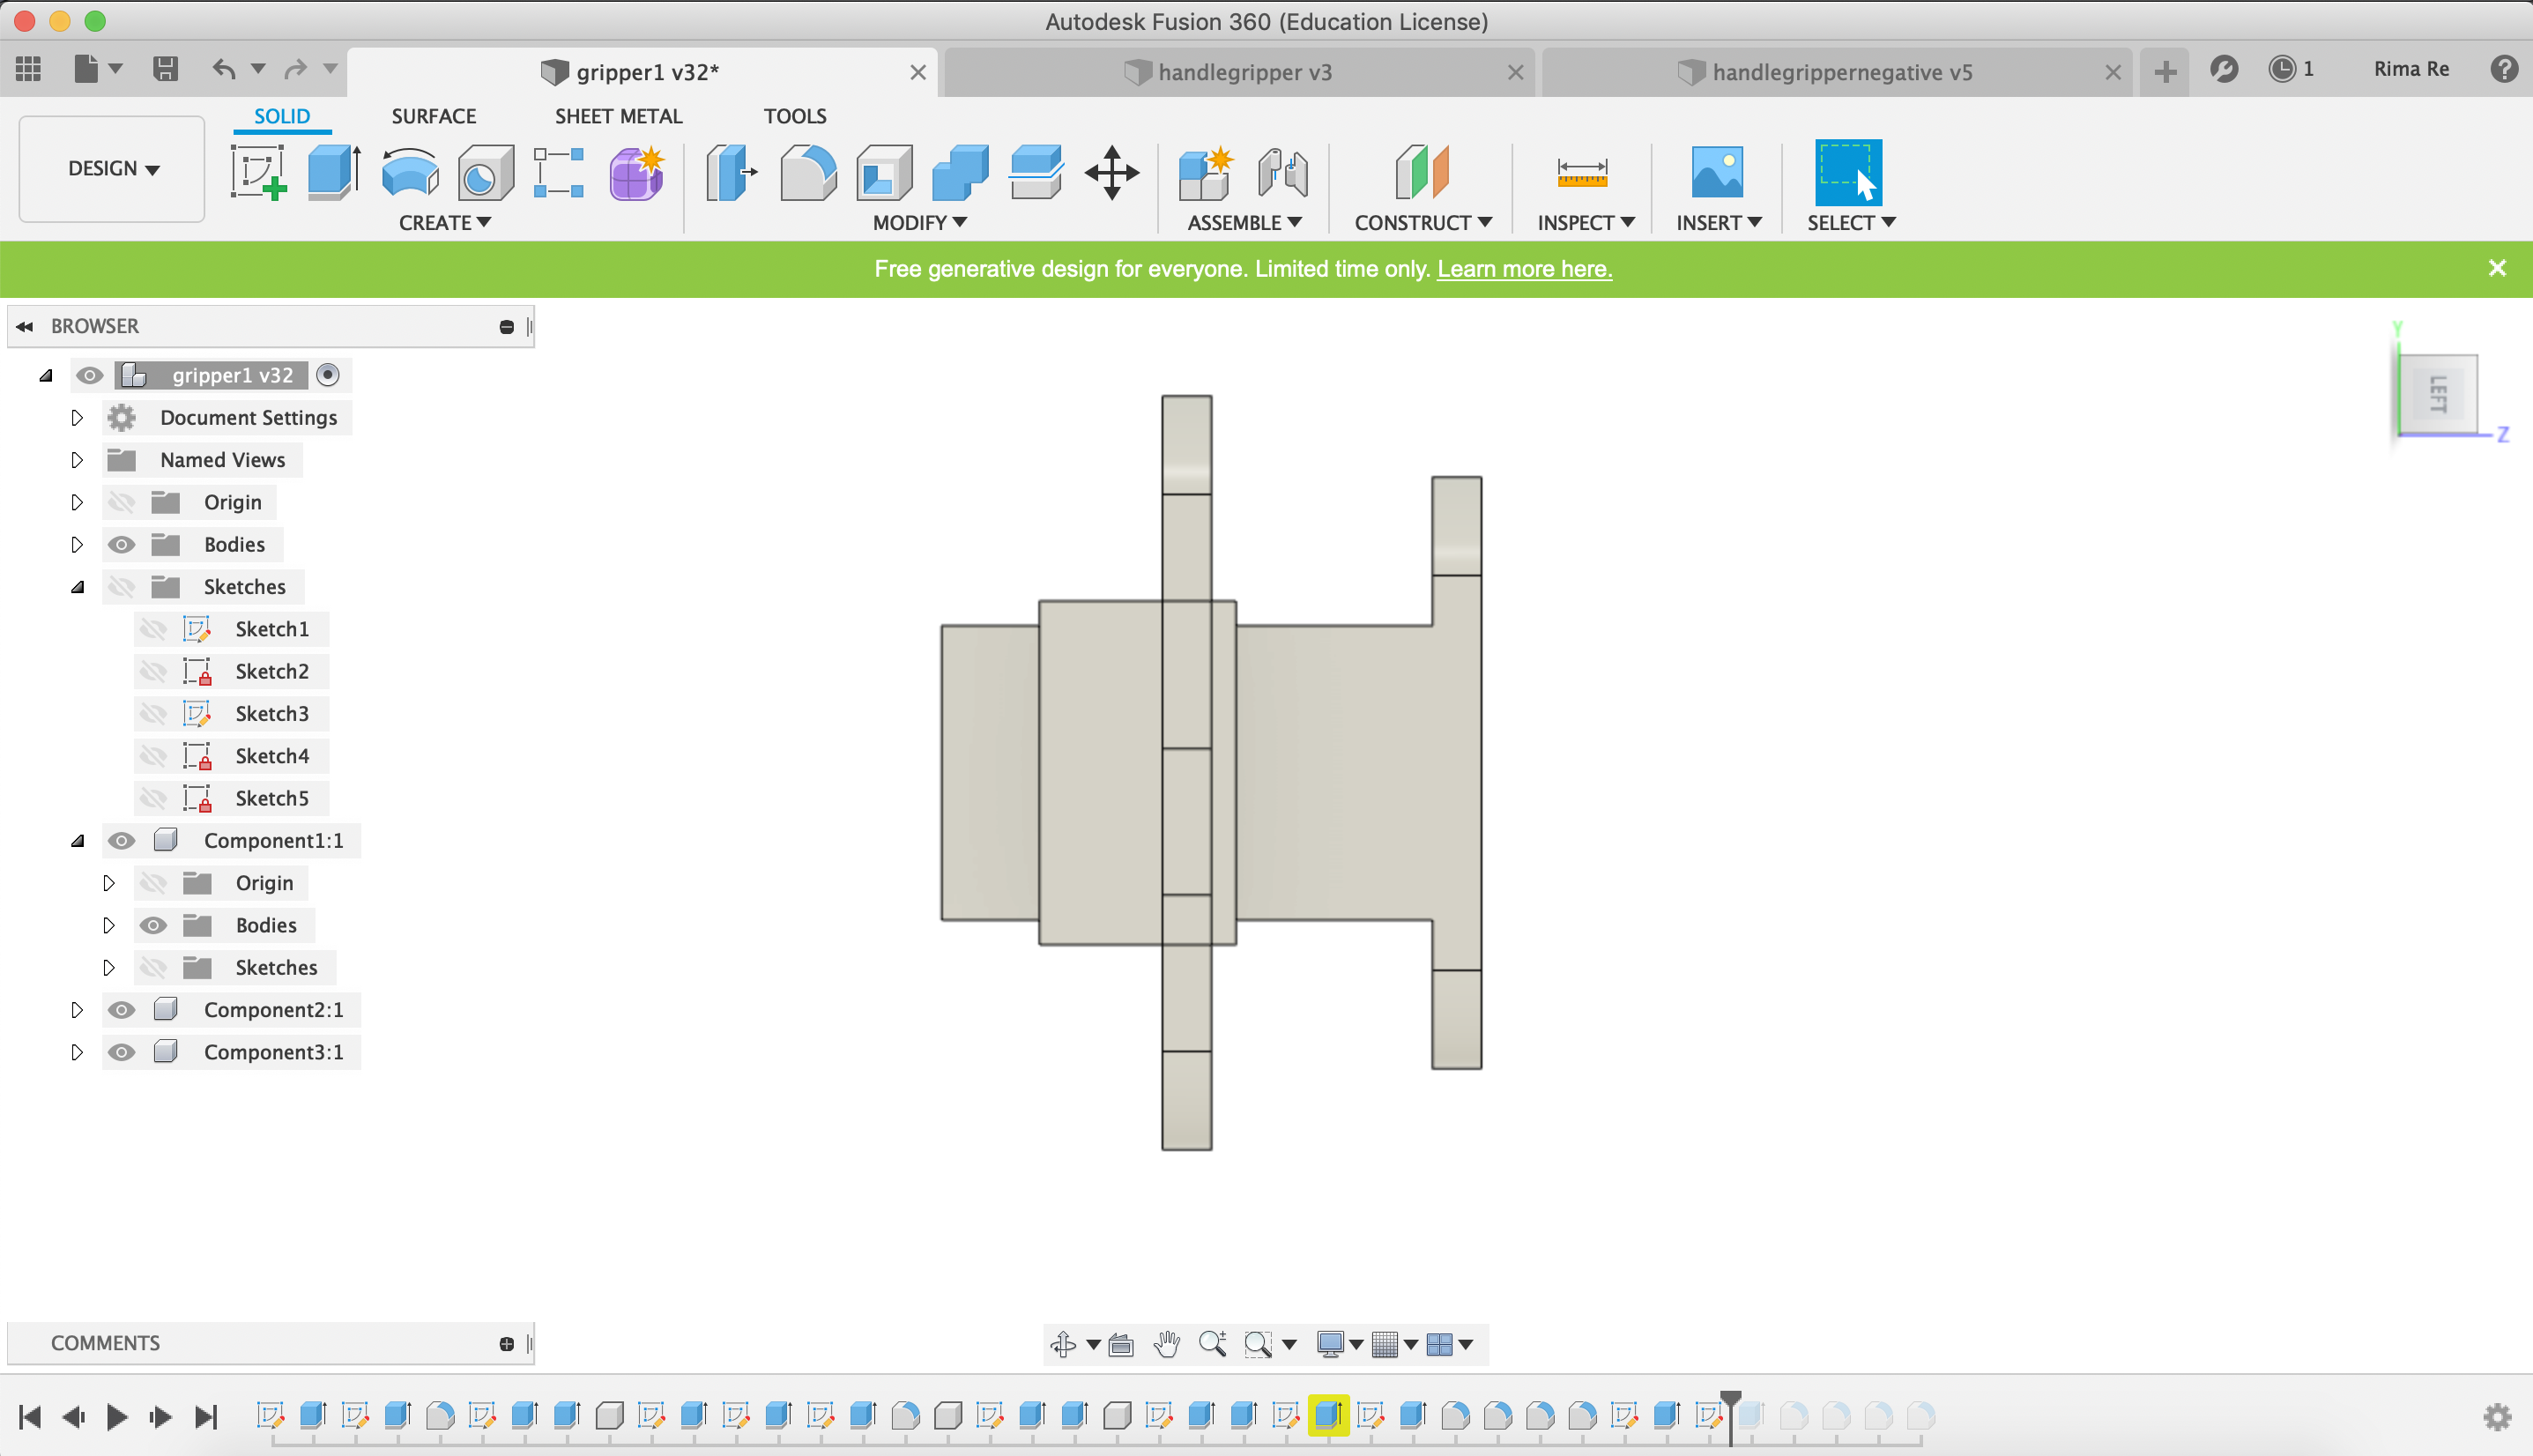 Autodesk Fusion 360 (Education License)
gripper1 v32*
handlegripper v3
handlegrippernegative v5
1
Rima Re
SOLID
SURFACE
SHEET METAL
TOOLS
DESIGN
CREATE
MODIFY
ASSEMBLE
CONSTRUCT
INSPECT
INSERT
SELECT
Free generative design for everyone. Limited time only. Learn more here.
BROWSER
gripper1 v32
Document Settings
Named Views
Origin
Bodies
Sketches
Sketch1
Sketch2
Sketch3
Sketch4
Sketch5
Component1:1
Origin
Bodies
Sketches
Component2:1
Component3:1
Y
LEFT
Z
COMMENTS